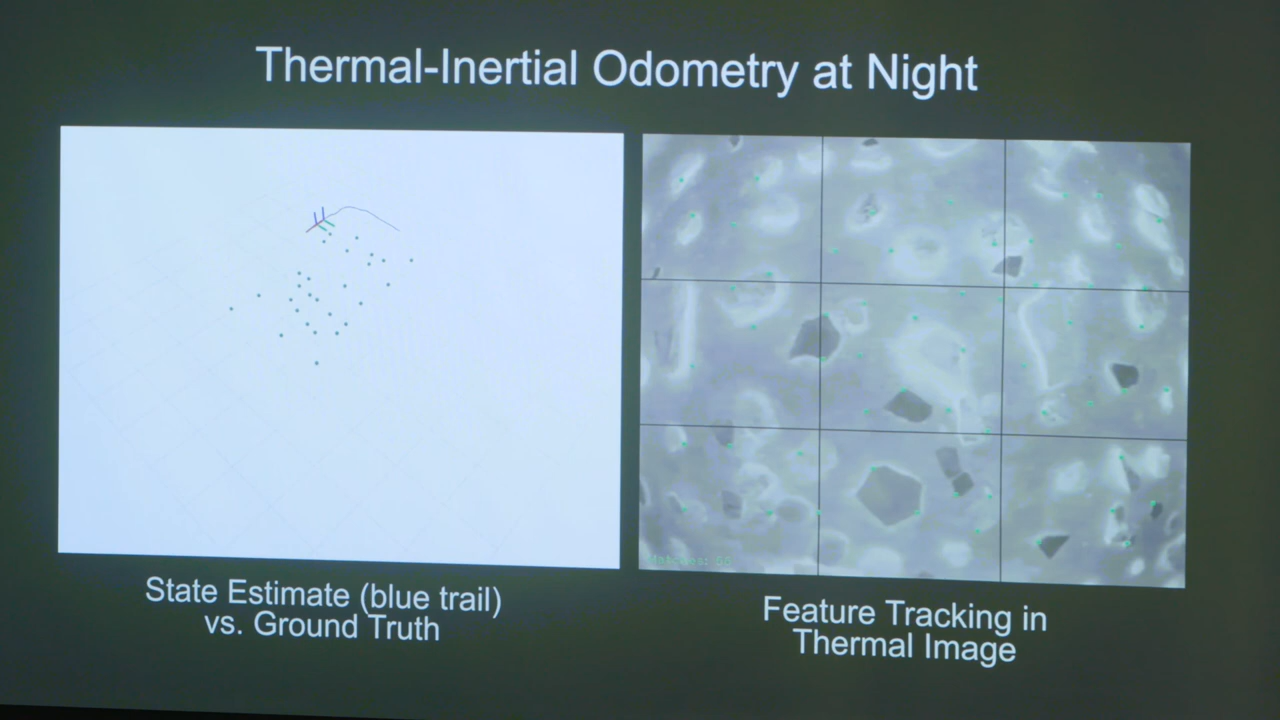 Thermal-Inertial Odometry at Night
State Estimate (blue trail)
vs. Ground Truth
Feature Tracking in
Thermal Image